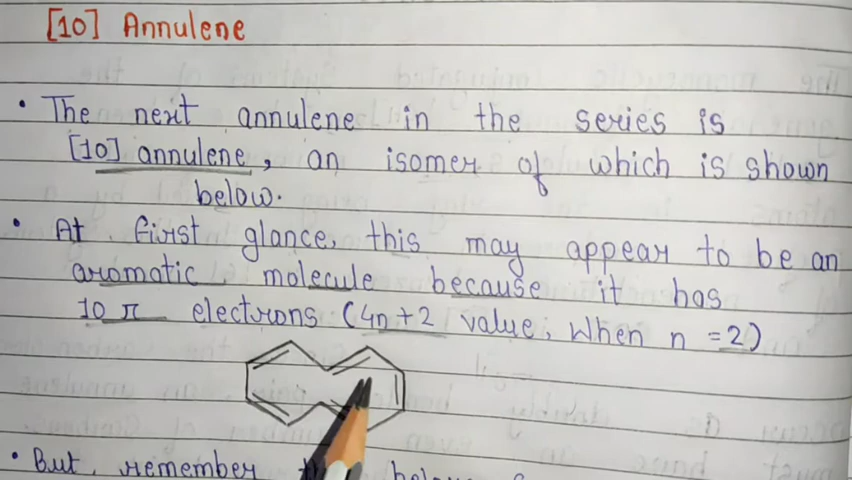 [10] Annulene
• The next annulene in the series is
[10] annulene, an isomer of which is shown
below.
• At first glance, this may appear to be an
aromatic molecule because it has
10 π electrons (4n+2 value, when n = 2)
• But, remember